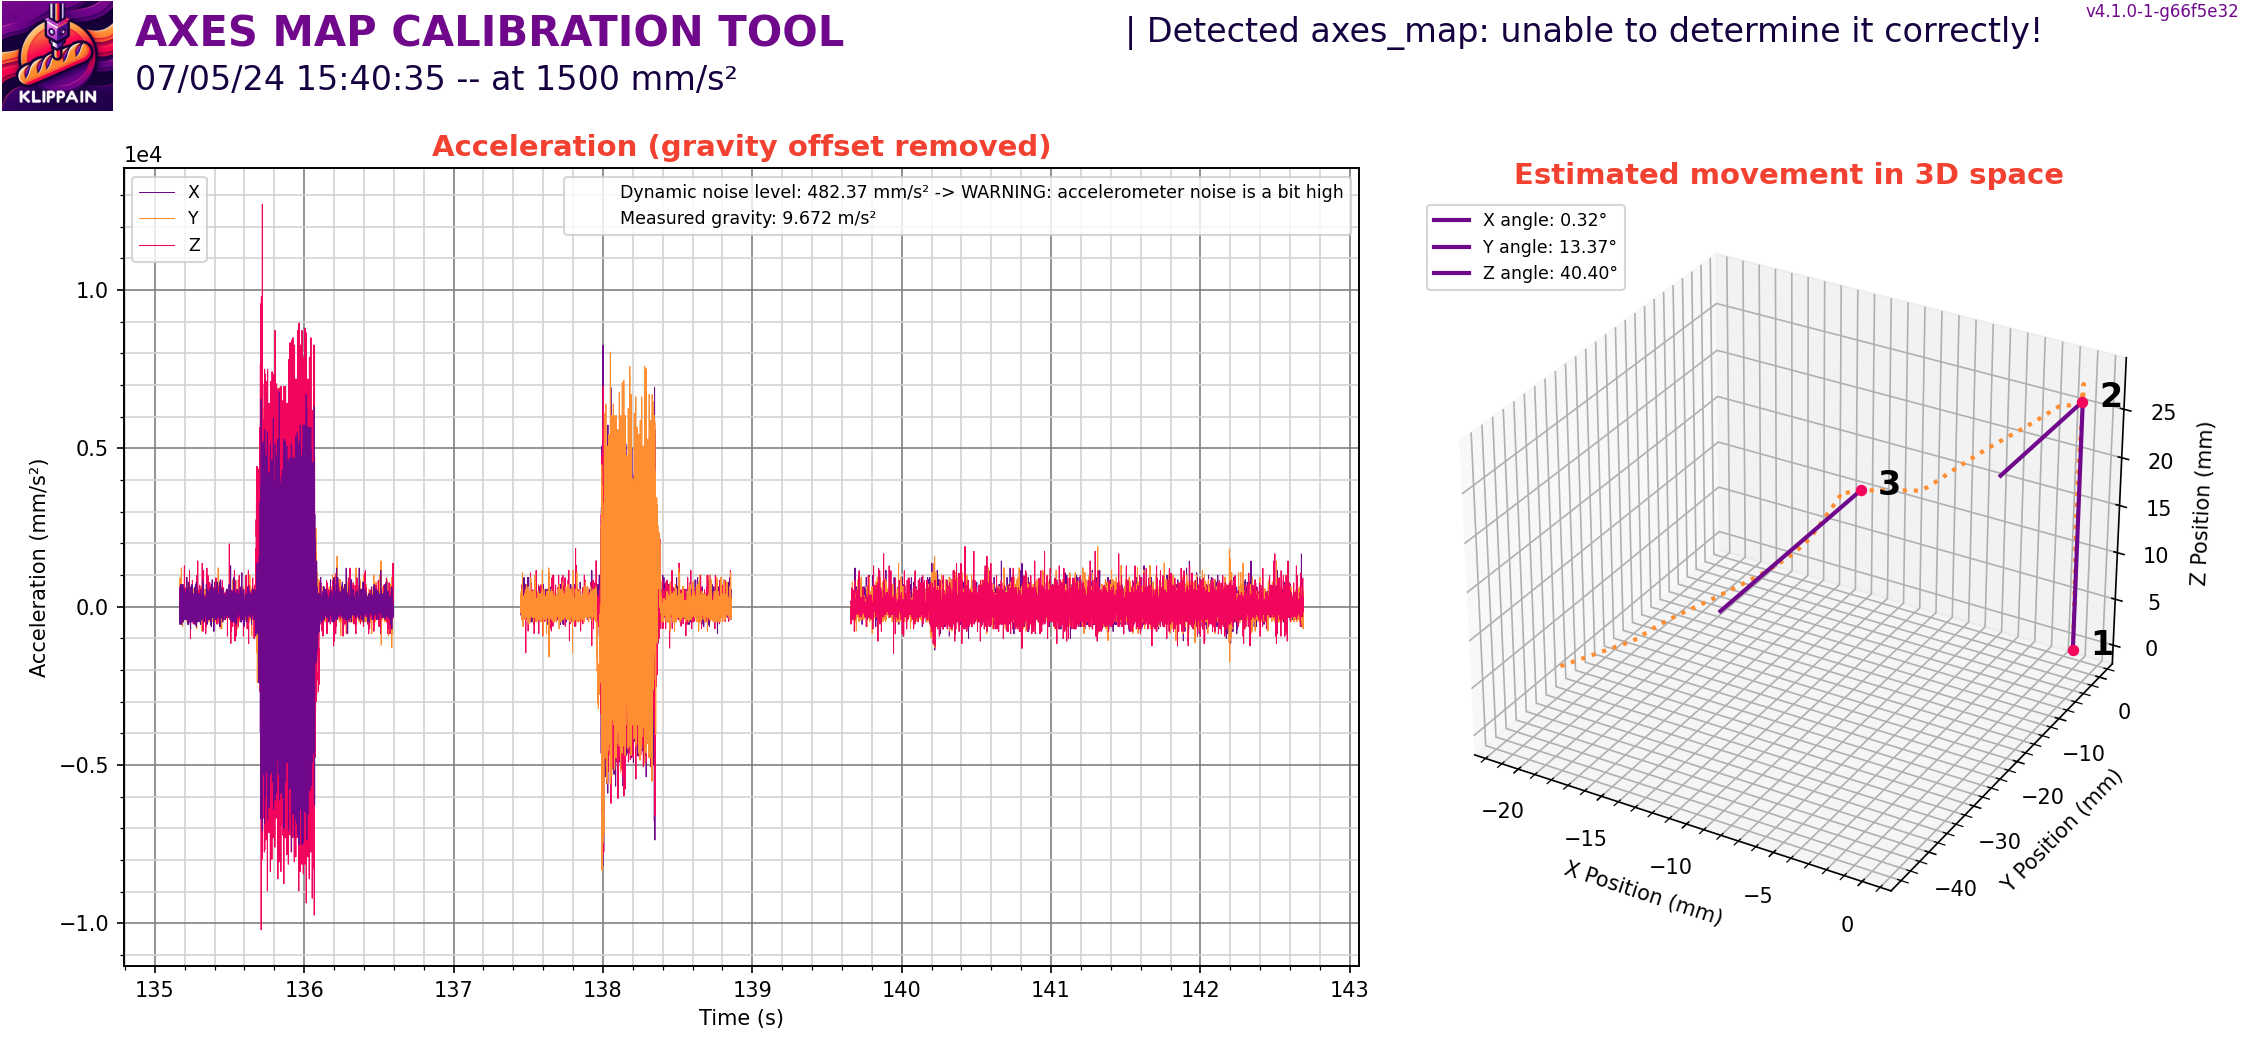 KLIPPAIN
AXES MAP CALIBRATION TOOL
| Detected axes_map: unable to determine it correctly!
v4.1.0-1-g66f5e32
07/05/24 15:40:35 -- at 1500 mm/s²
Acceleration (gravity offset removed)
1e4
X
Y
Z
Dynamic noise level: 482.37 mm/s² -> WARNING: accelerometer noise is a bit high
Measured gravity: 9.672 m/s²
1.0
0.5
0.0
−0.5
−1.0
Acceleration (mm/s²)
135 136 137 138 139 140 141 142 143
Time (s)
Estimated movement in 3D space
X angle: 0.32°
Y angle: 13.37°
Z angle: 40.40°
2
3
1
25
20
15
10
5
0
Z Position (mm)
0
−10
−20
−30
−40
Y Position (mm)
−20
−15
−10
−5
0
X Position (mm)